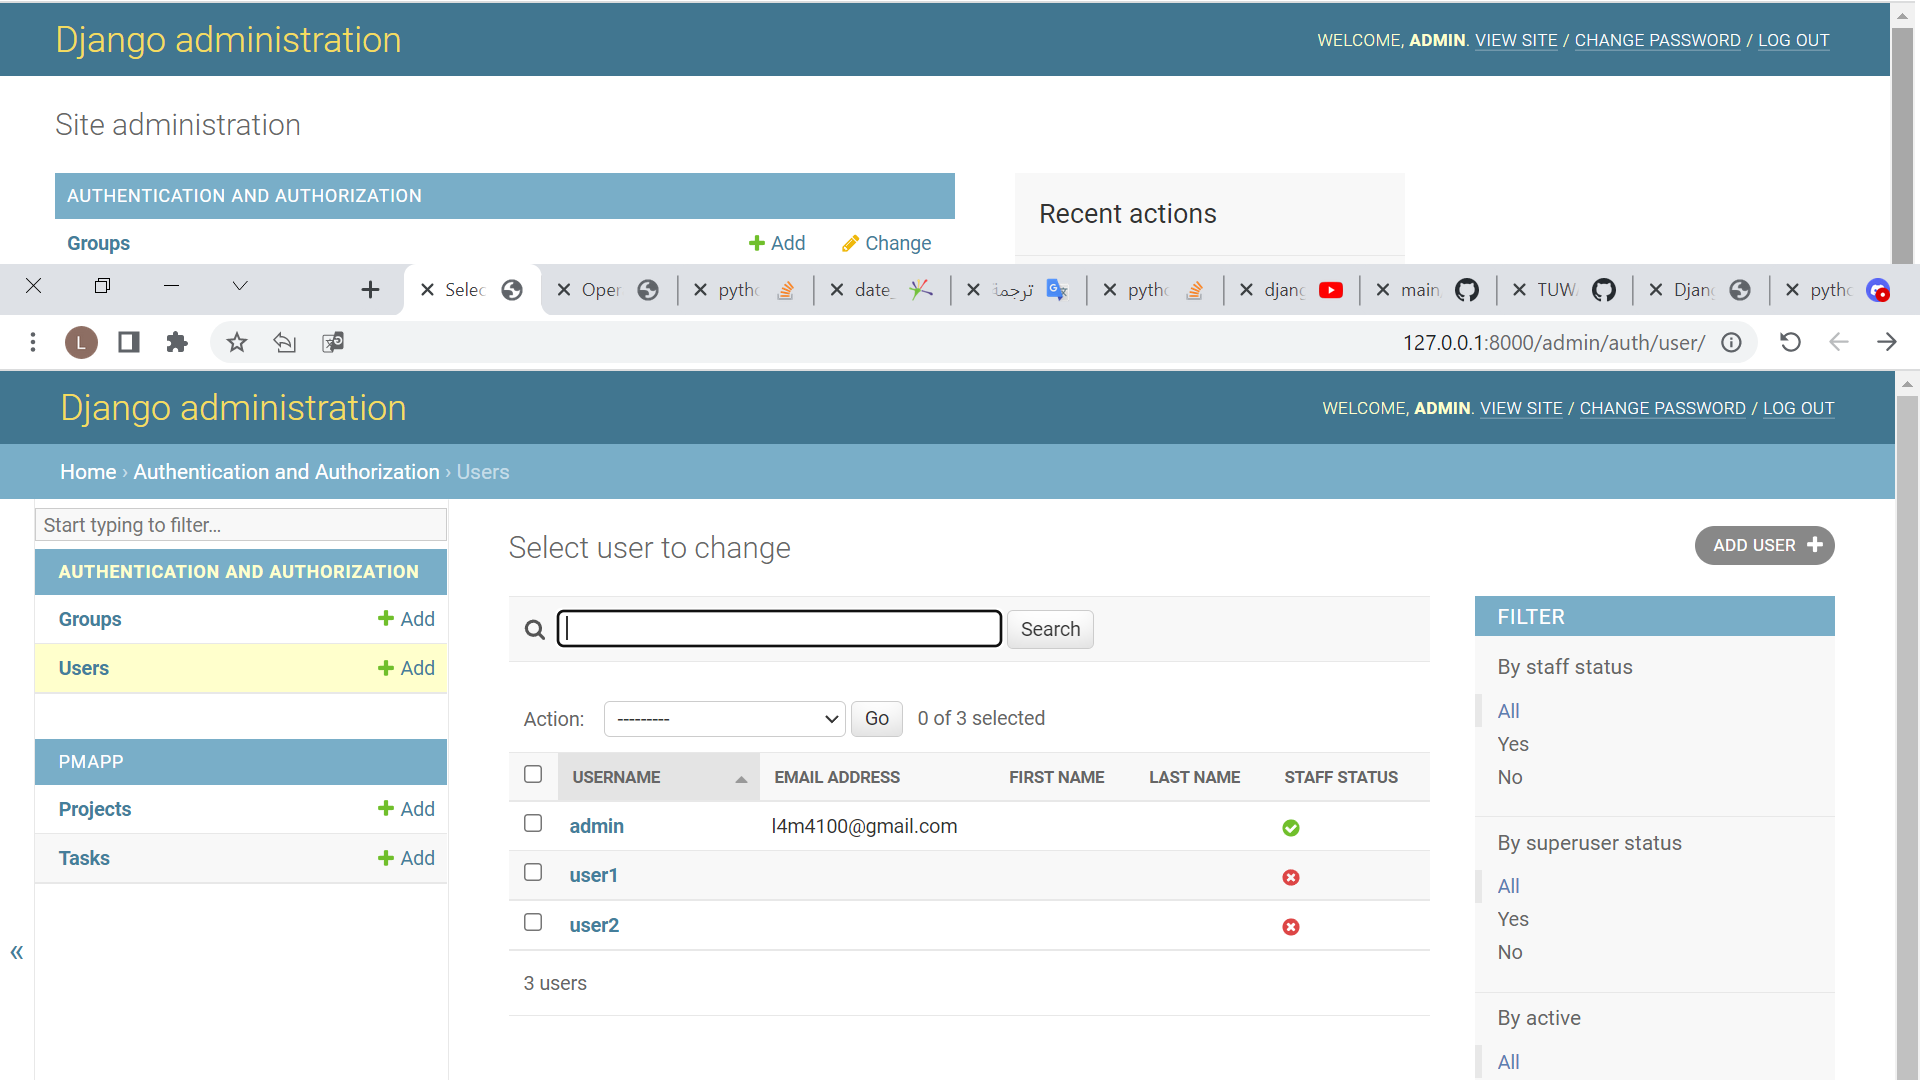 Django administration
WELCOME, ADMIN. VIEW SITE / CHANGE PASSWORD / LOG OUT
Site administration
AUTHENTICATION AND AUTHORIZATION
Groups
Add
Change
Recent actions
Selec
Oper
pytho
date_
ترجمة
pytho
djang
main
TUW
Djan
pytho
L
127.0.0.1:8000/admin/auth/user/
Django administration
WELCOME, ADMIN. VIEW SITE / CHANGE PASSWORD / LOG OUT
Home › Authentication and Authorization › Users
Start typing to filter...
AUTHENTICATION AND AUTHORIZATION
Groups
Add
Users
Add
PMAPP
Projects
Add
Tasks
Add
«
Select user to change
ADD USER
Search
Action:
---------
Go
0 of 3 selected
USERNAME EMAIL ADDRESS FIRST NAME LAST NAME STAFF STATUS
admin l4m4100@gmail.com
user1
user2
3 users
FILTER
By staff status
All
Yes
No
By superuser status
All
Yes
No
By active
All